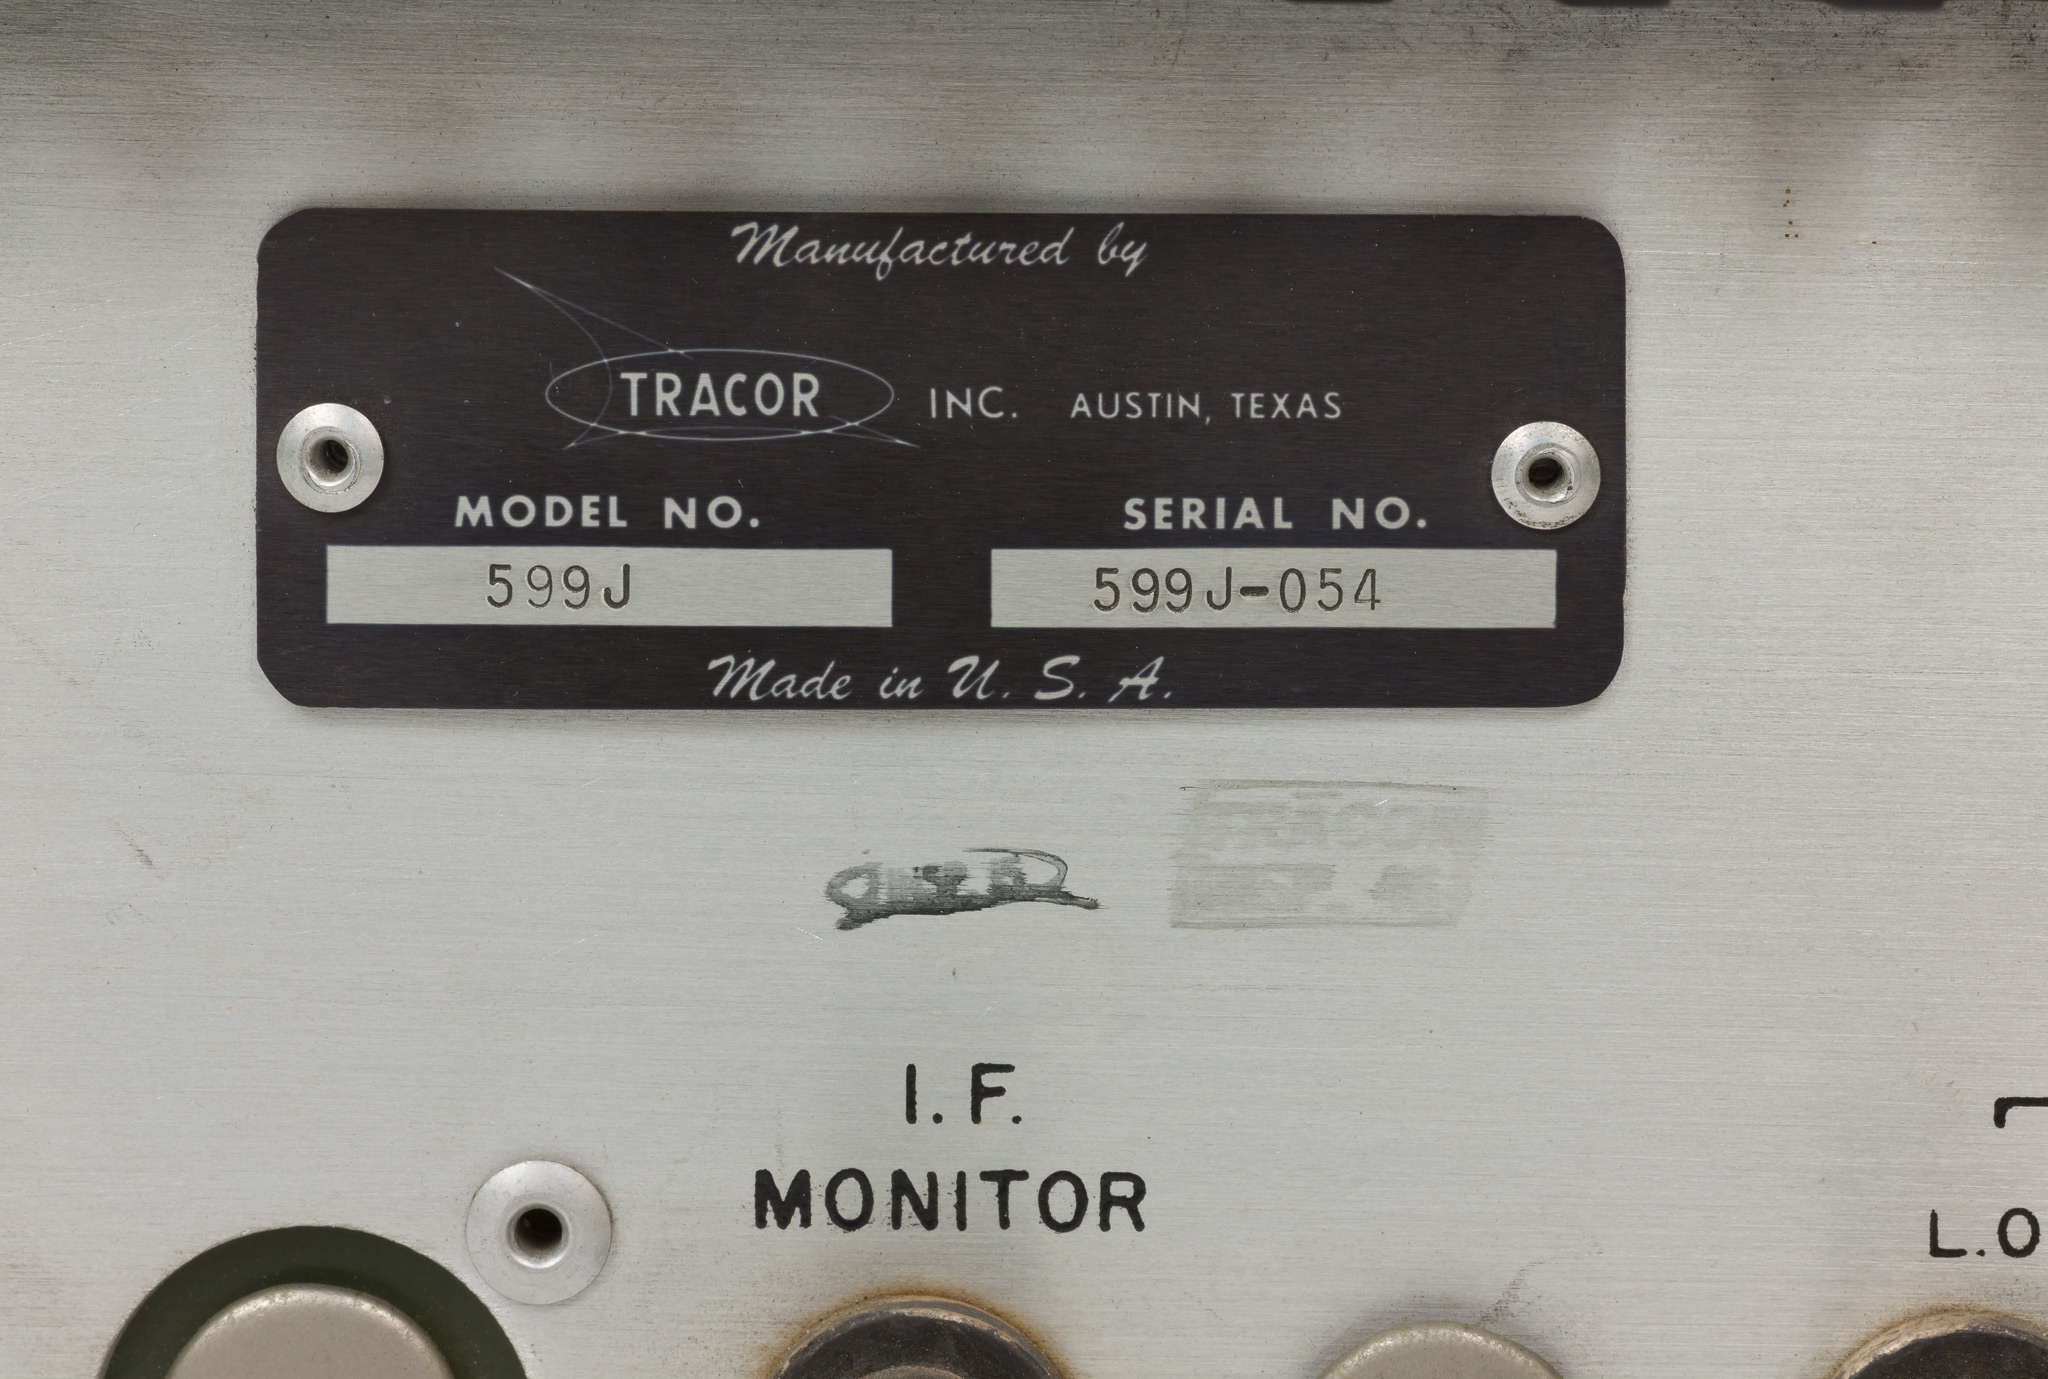 Manufactured by
TRACOR INC. AUSTIN, TEXAS
MODEL NO. SERIAL NO.
599J 599J-054
Made in U. S. A.
I. F.
MONITOR
L.O